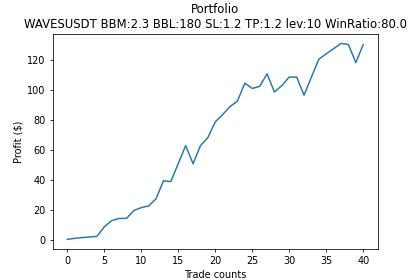 Portfolio
WAVESUSDT BBM:2.3 BBL:180 SL:1.2 TP:1.2 lev:10 WinRatio:80.0
Profit ($)
120
100
80
60
40
20
0
0 5 10 15 20 25 30 35 40
Trade counts